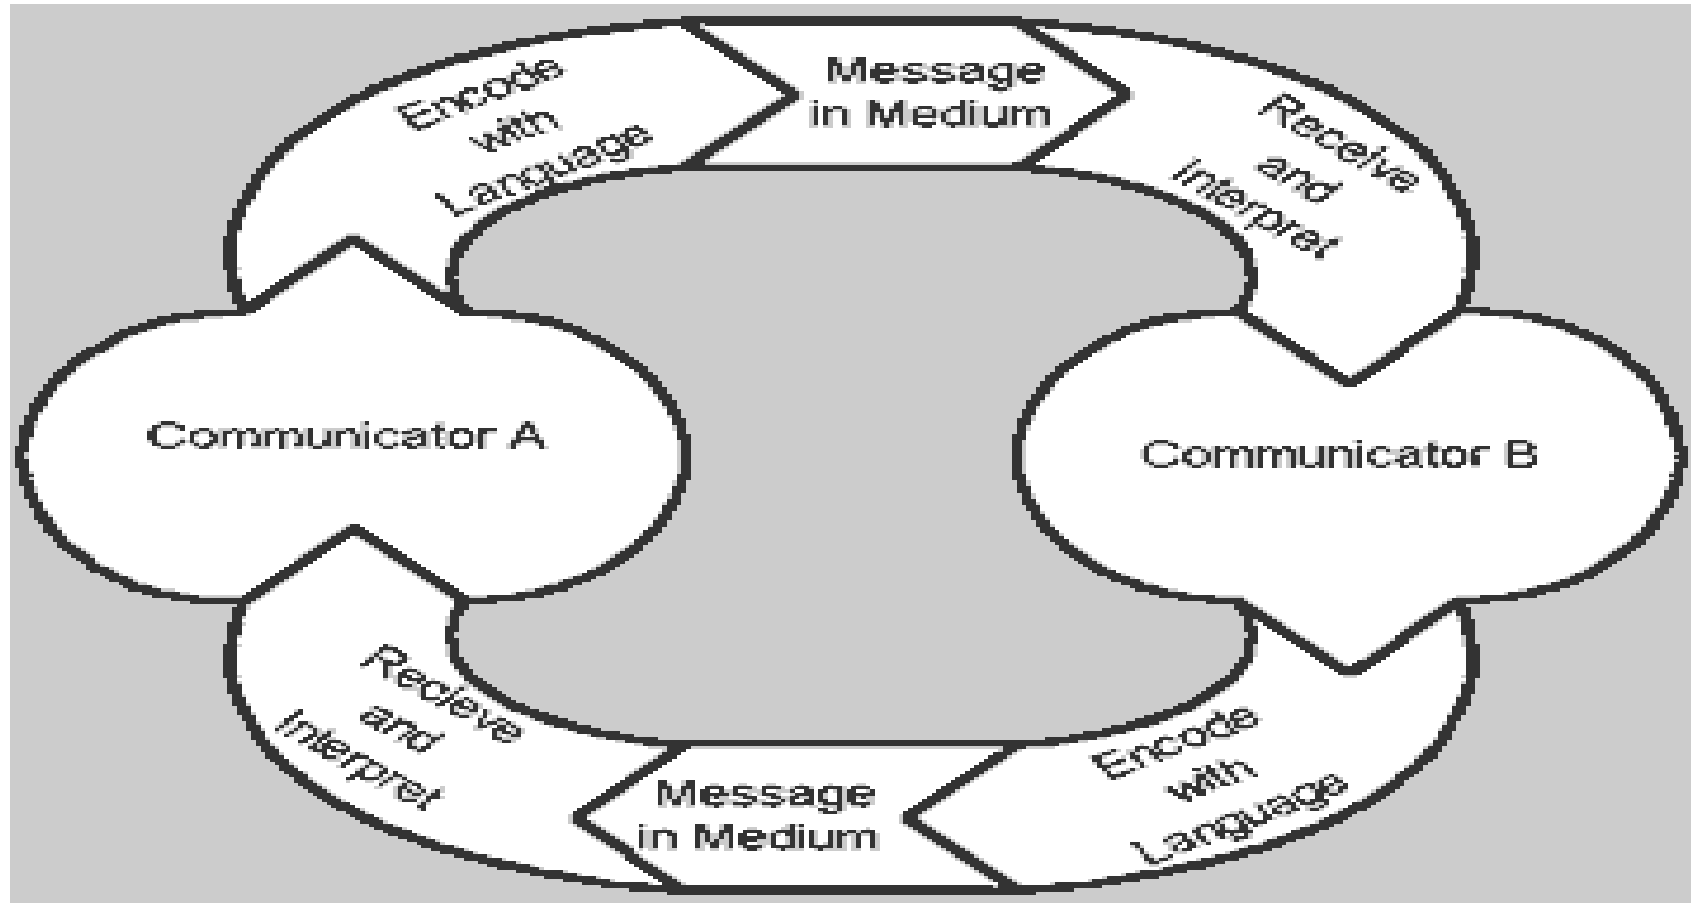 Encode
with
Language
Message
in Medium
Receive
and
Interpret
Communicator A
Communicator B
Recieve
and
Interpret
Message
in Medium
Encode
with
Language